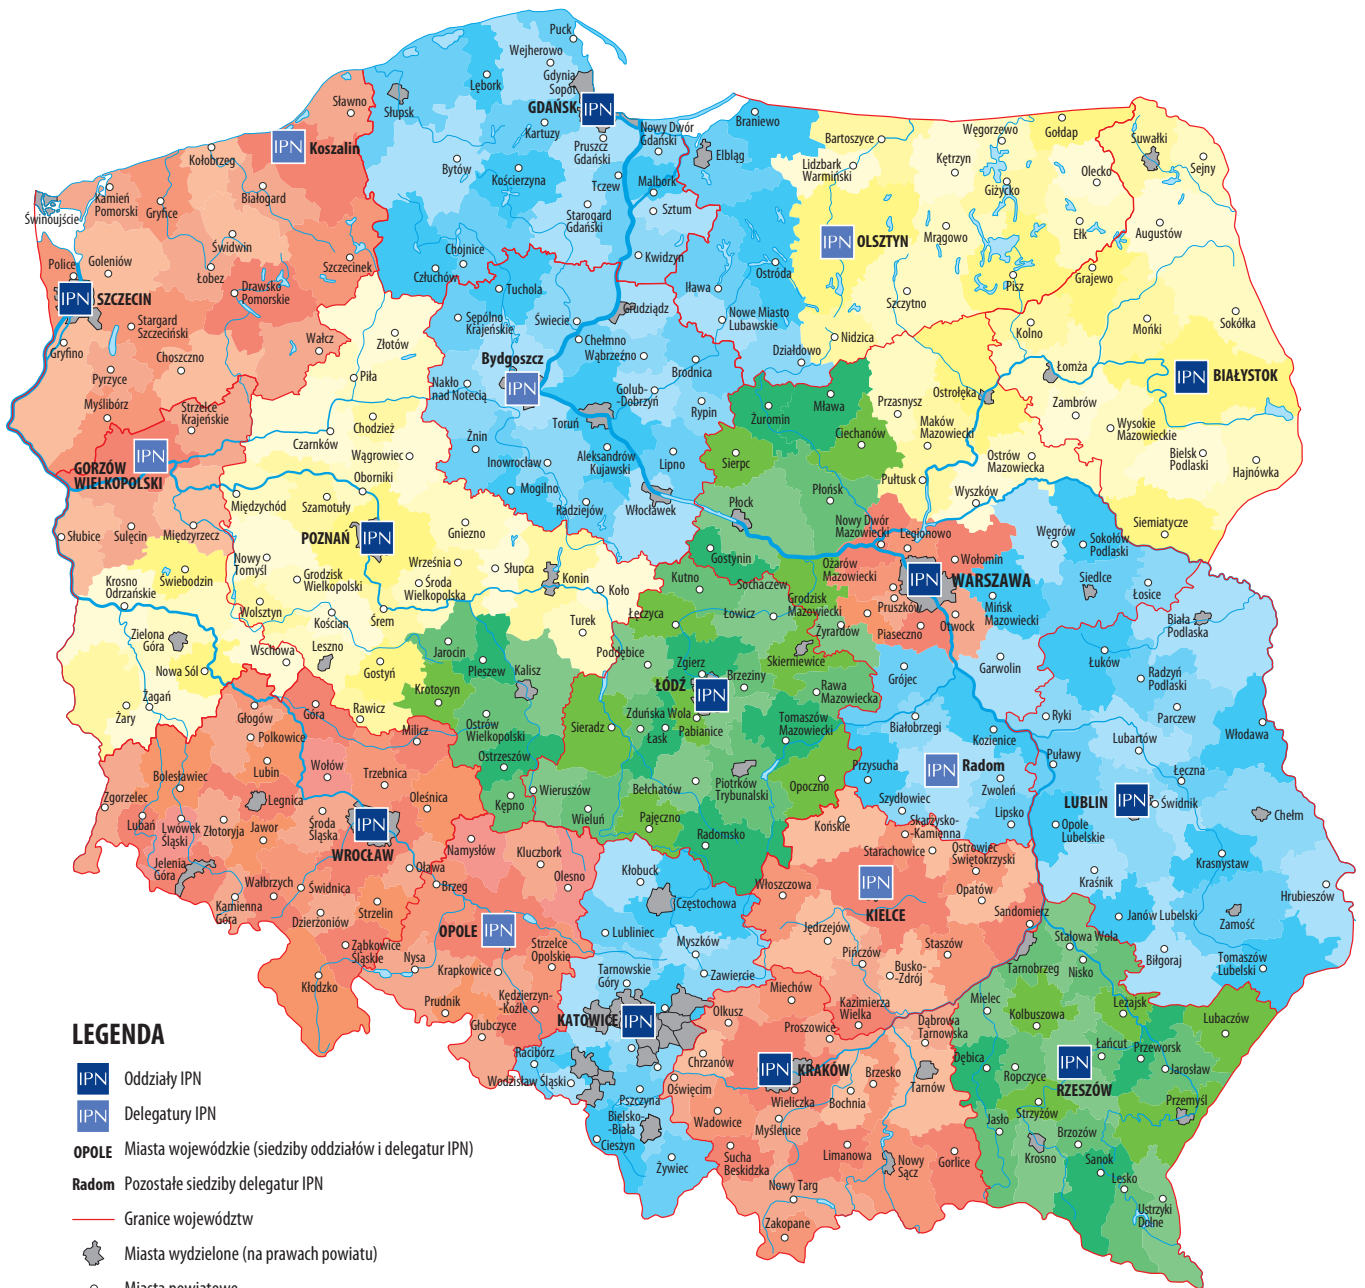 Puck
Wejherowo
Gdynia
Sopot
Lębork
Słupsk
GDAŃSK
IPN
Kartuzy
Pruszcz
Gdański
Nowy Dwór
Gdański
Elbląg
Braniewo
Bartoszyce
Węgorzewo
Gołdap
Suwałki
Sejny
Sławno
IPN
Koszalin
Kołobrzeg
Białogard
Bytów
Kościerzyna
Tczew
Malbork
Sztum
Starogard
Gdański
Lidzbark
Warmiński
Kętrzyn
Giżycko
Olecko
Świnoujście
Kamień
Pomorski
Gryfice
Świdwin
Szczecinek
Chojnice
Człuchów
Kwidzyn
IPN
OLSZTYN
Mrągowo
Ełk
Augustów
Police
Goleniów
Łobez
Drawsko
Pomorskie
Tuchola
Iława
Ostróda
Szczytno
Pisz
Grajewo
IPN
SZCZECIN
Stargard
Szczeciński
Sępólno
Krajeńskie
Świecie
Grudziądz
Nowe Miasto
Lubawskie
Nidzica
Kolno
Mońki
Sokółka
Gryfino
Choszczno
Wałcz
Złotów
Bydgoszcz
IPN
Chełmno
Wąbrzeźno
Działdowo
Łomża
IPN
BIAŁYSTOK
Pyrzyce
Piła
Nakło
nad Notecią
Golub-
-Dobrzyń
Brodnica
Rypin
Mława
Żuromin
Przasnysz
Ostrołęka
Zambrów
Myślibórz
Strzelce
Krajeńskie
Chodzież
Czarnków
Toruń
Ciechanów
Maków
Mazowiecki
Wysokie
Mazowieckie
GORZÓW
WIELKOPOLSKI
IPN
Wągrowiec
Żnin
Inowrocław
Aleksandrów
Kujawski
Lipno
Sierpc
Ostrów
Mazowiecka
Bielsk
Podlaski
Hajnówka
Oborniki
Mogilno
Radziejów
Włocławek
Płock
Płońsk
Pułtusk
Wyszków
Międzychód
Szamotuły
Siemiatycze
Słubice
Sulęcin
Międzyrzecz
POZNAŃ
IPN
Gniezno
Nowy Dwór
Mazowiecki
Legionowo
Węgrów
Sokołów
Podlaski
Krosno
Odrzańskie
Świebodzin
Nowy
Tomyśl
Grodzisk
Wielkopolski
Września
Środa
Wielkopolska
Słupca
Konin
Koło
Gostynin
Kutno
Sochaczew
Ożarów
Mazowiecki
Wołomin
IPN
WARSZAWA
Siedlce
Łosice
Wolsztyn
Kościan
Śrem
Turek
Łęczyca
Łowicz
Grodzisk
Mazowiecki
Pruszków
Piaseczno
Otwock
Mińsk
Mazowiecki
Biała
Podlaska
Zielona
Góra
Wschowa
Leszno
Jarocin
Żyrardów
Nowa Sól
Gostyń
Pleszew
Kalisz
Poddębice
Zgierz
Brzeziny
Skierniewice
Garwolin
Łuków
Radzyń
Podlaski
Żagań
Żary
Krotoszyn
ŁÓDŹ
IPN
Rawa
Mazowiecka
Grójec
Parczew
Głogów
Góra
Rawicz
Ostrów
Wielkopolski
Sieradz
Zduńska Wola
Łask
Pabianice
Tomaszów
Mazowiecki
Białobrzegi
Kozienice
Ryki
Włodawa
Polkowice
Milicz
Lubartów
Puławy
Bolesławiec
Lubin
Wołów
Trzebnica
Ostrzeszów
Przysucha
IPN
Radom
Zwoleń
Łęczna
Zgorzelec
Legnica
Oleśnica
Kępno
Wieruszów
Wieluń
Bełchatów
Piotrków
Trybunalski
Opoczno
Szydłowiec
Lipsko
LUBLIN
IPN
Świdnik
Chełm
Lubań
Lwówek
Śląski
Złotoryja
Jawor
Środa
Śląska
IPN
WROCŁAW
Pajęczno
Radomsko
Końskie
Skarżysko-
-Kamienna
Opole
Lubelskie
Jelenia
Góra
Namysłów
Kluczbork
Starachowice
Ostrowiec
Świętokrzyski
Krasnystaw
Oława
Olesno
Kłobuck
Włoszczowa
IPN
KIELCE
Opatów
Kraśnik
Hrubieszów
Kamienna
Góra
Wałbrzych
Świdnica
Brzeg
Częstochowa
Sandomierz
Janów Lubelski
Zamość
Dzierżoniów
Strzelin
OPOLE
IPN
Lubliniec
Myszków
Jędrzejów
Staszów
Stalowa Wola
Ząbkowice
Śląskie
Nysa
Strzelce
Opolskie
Pińczów
Biłgoraj
Tomaszów
Lubelski
Kłodzko
Krapkowice
Tarnowskie
Góry
Zawiercie
Busko-
-Zdrój
Tarnobrzeg
Nisko
Prudnik
Kędzierzyn-
-Koźle
Miechów
Kazimierza
Wielka
Mielec
Leżajsk
Głubczyce
KATOWICE
IPN
Olkusz
Proszowice
Dąbrowa
Tarnowska
Kolbuszowa
Lubaczów
Racibórz
Chrzanów
Dębica
Łańcut
Przeworsk
Wodzisław Śląski
Oświęcim
IPN
KRAKÓW
Brzesko
Tarnów
Ropczyce
IPN
RZESZÓW
Jarosław
Pszczyna
Wieliczka
Bochnia
Przemyśl
Bielsko-
-Biała
Wadowice
Myślenice
Strzyżów
Jasło
Brzozów
Cieszyn
Sucha
Beskidzka
Limanowa
Nowy
Sącz
Gorlice
Krosno
Sanok
Żywiec
Lesko
Nowy Targ
Ustrzyki
Dolne
Zakopane
LEGENDA
IPN Oddziały IPN
IPN Delegatury IPN
OPOLE Miasta wojewódzkie (siedziby oddziałów i delegatur IPN)
Radom Pozostałe siedziby delegatur IPN
Granice województw
Miasta wydzielone (na prawach powiatu)
Miasta powiatowe